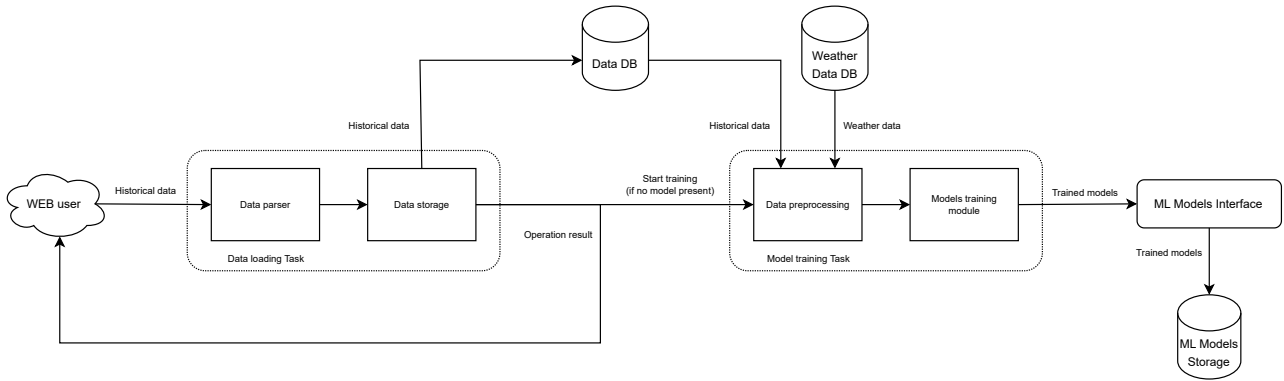 Data DB
Weather
Data DB
Historical data
Historical data
Weather data
WEB user
Historical data
Data parser
Data storage
Start training
(if no model present)
Data preprocessing
Models training
module
Trained models
ML Models Interface
Operation result
Data loading Task
Model training Task
Trained models
ML Models
Storage